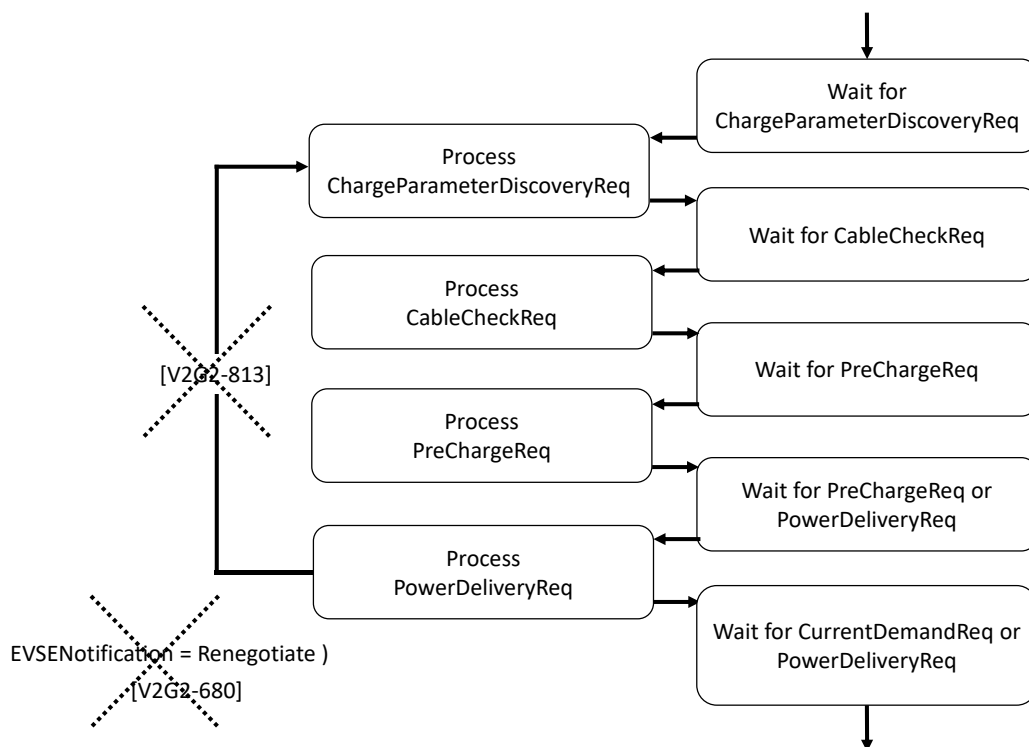 Wait for
ChargeParameterDiscoveryReq
Process
ChargeParameterDiscoveryReq
Wait for CableCheckReq
Process
CableCheckReq
Wait for PreChargeReq
[V2G2-813]
Process
PreChargeReq
Wait for PreChargeReq or
PowerDeliveryReq
Process
PowerDeliveryReq
Wait for CurrentDemandReq or
PowerDeliveryReq
EVSENotification = Renegotiate )
[V2G2-680]